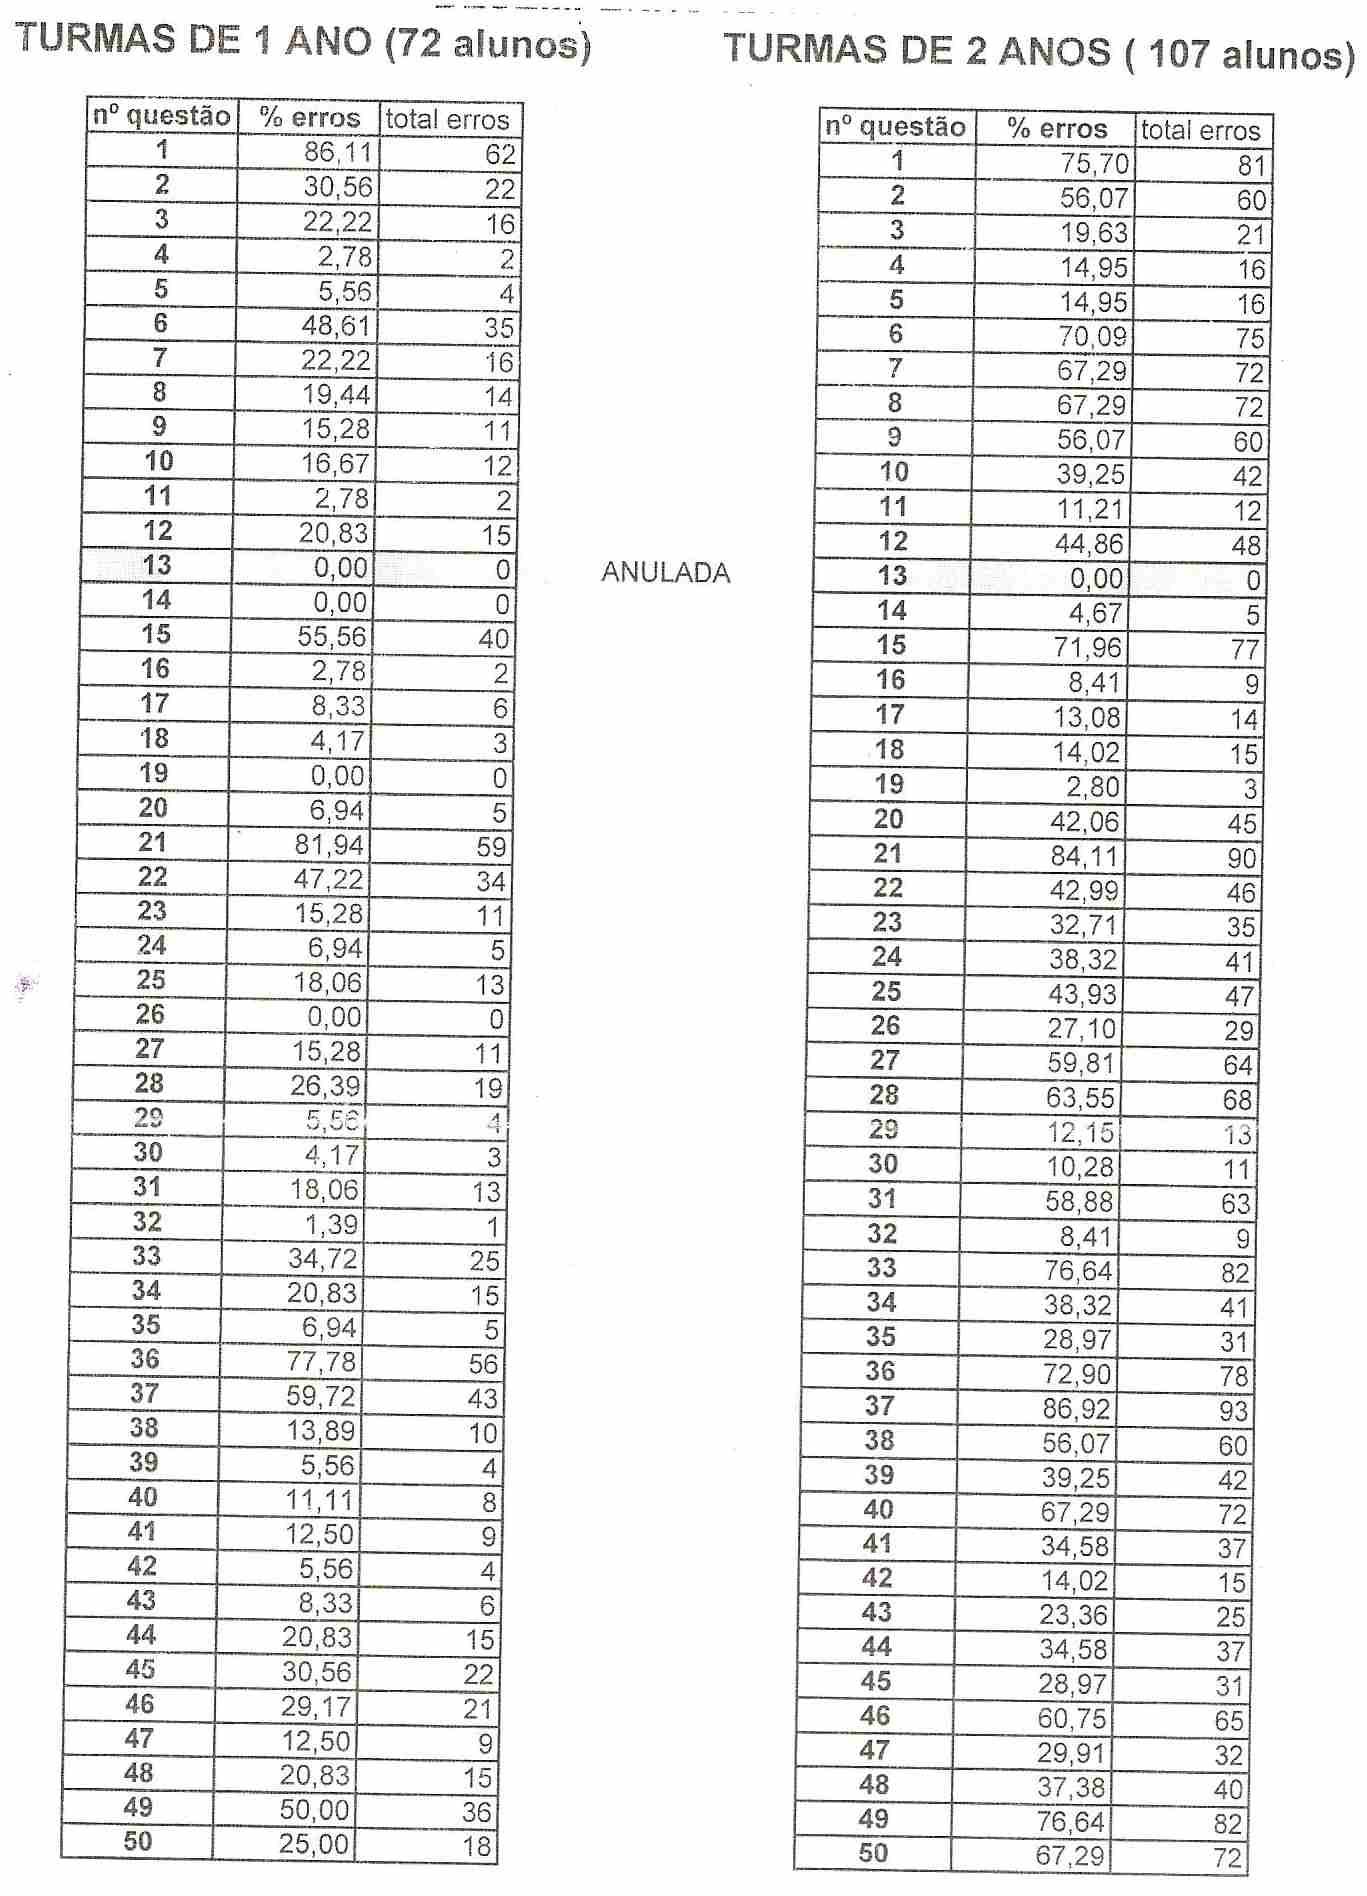 TURMAS DE 1 ANO (72 alunos)
nº questão % erros total erros
1 86,11 62
2 30,56 22
3 22,22 16
4 2,78 2
5 5,56 4
6 48,61 35
7 22,22 16
8 19,44 14
9 15,28 11
10 16,67 12
11 2,78 2
12 20,83 15
13 0,00 0
14 0,00 0
15 55,56 40
16 2,78 2
17 8,33 6
18 4,17 3
19 0,00 0
20 6,94 5
21 81,94 59
22 47,22 34
23 15,28 11
24 6,94 5
25 18,06 13
26 0,00 0
27 15,28 11
28 26,39 19
29 5,56 4
30 4,17 3
31 18,06 13
32 1,39 1
33 34,72 25
34 20,83 15
35 6,94 5
36 77,78 56
37 59,72 43
38 13,89 10
39 5,56 4
40 11,11 8
41 12,50 9
42 5,56 4
43 8,33 6
44 20,83 15
45 30,56 22
46 29,17 21
47 12,50 9
48 20,83 15
49 50,00 36
50 25,00 18
ANULADA
TURMAS DE 2 ANOS ( 107 alunos)
nº questão % erros total erros
1 75,70 81
2 56,07 60
3 19,63 21
4 14,95 16
5 14,95 16
6 70,09 75
7 67,29 72
8 67,29 72
9 56,07 60
10 39,25 42
11 11,21 12
12 44,86 48
13 0,00 0
14 4,67 5
15 71,96 77
16 8,41 9
17 13,08 14
18 14,02 15
19 2,80 3
20 42,06 45
21 84,11 90
22 42,99 46
23 32,71 35
24 38,32 41
25 43,93 47
26 27,10 29
27 59,81 64
28 63,55 68
29 12,15 13
30 10,28 11
31 58,88 63
32 8,41 9
33 76,64 82
34 38,32 41
35 28,97 31
36 72,90 78
37 86,92 93
38 56,07 60
39 39,25 42
40 67,29 72
41 34,58 37
42 14,02 15
43 23,36 25
44 34,58 37
45 28,97 31
46 60,75 65
47 29,91 32
48 37,38 40
49 76,64 82
50 67,29 72